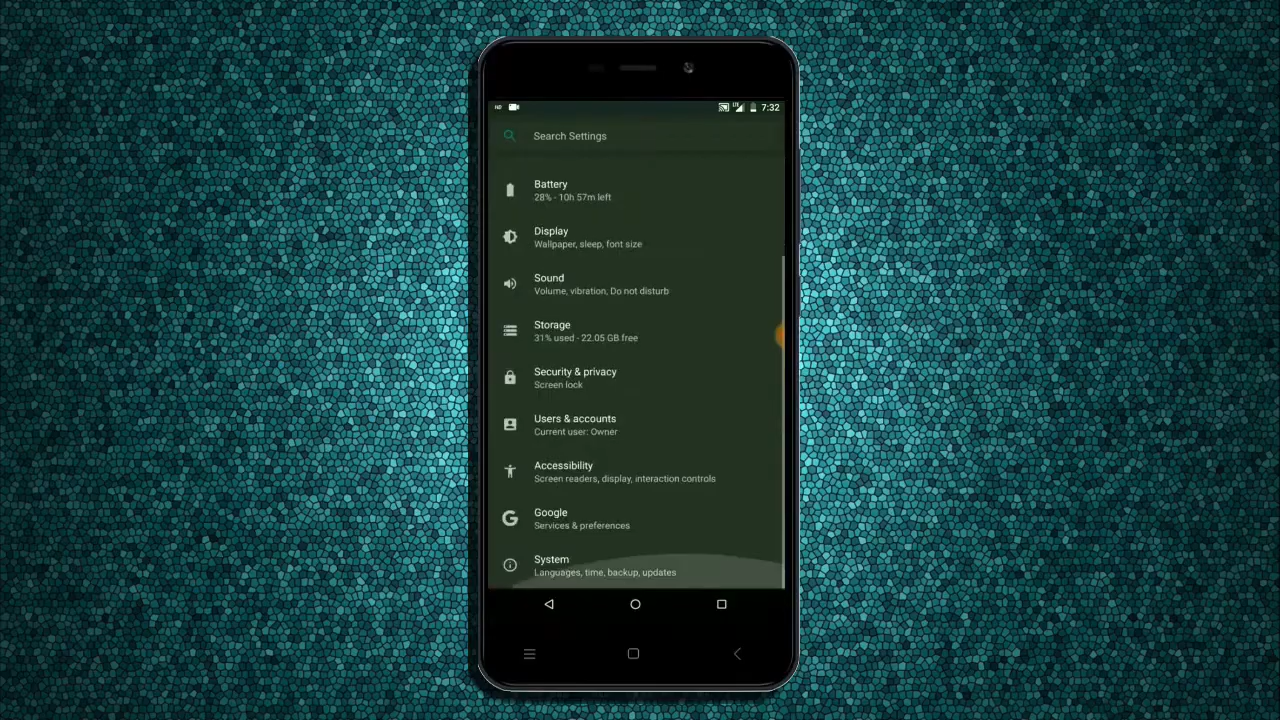 7:32
Search Settings
Battery
28% - 10h 57m left
Display
Wallpaper, sleep, font size
Sound
Volume, vibration, Do not disturb
Storage
31% used - 22.05 GB free
Security & privacy
Screen lock
Users & accounts
Current user: Owner
Accessibility
Screen readers, display, interaction controls
Google
Services & preferences
System
Languages, time, backup, updates